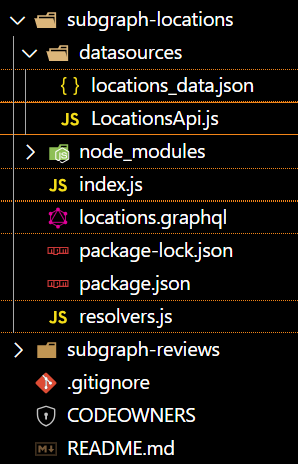 subgraph-locations
datasources
{ } locations_data.json
JS LocationsApi.js
node_modules
JS index.js
locations.graphql
package-lock.json
package.json
JS resolvers.js
subgraph-reviews
.gitignore
CODEOWNERS
README.md